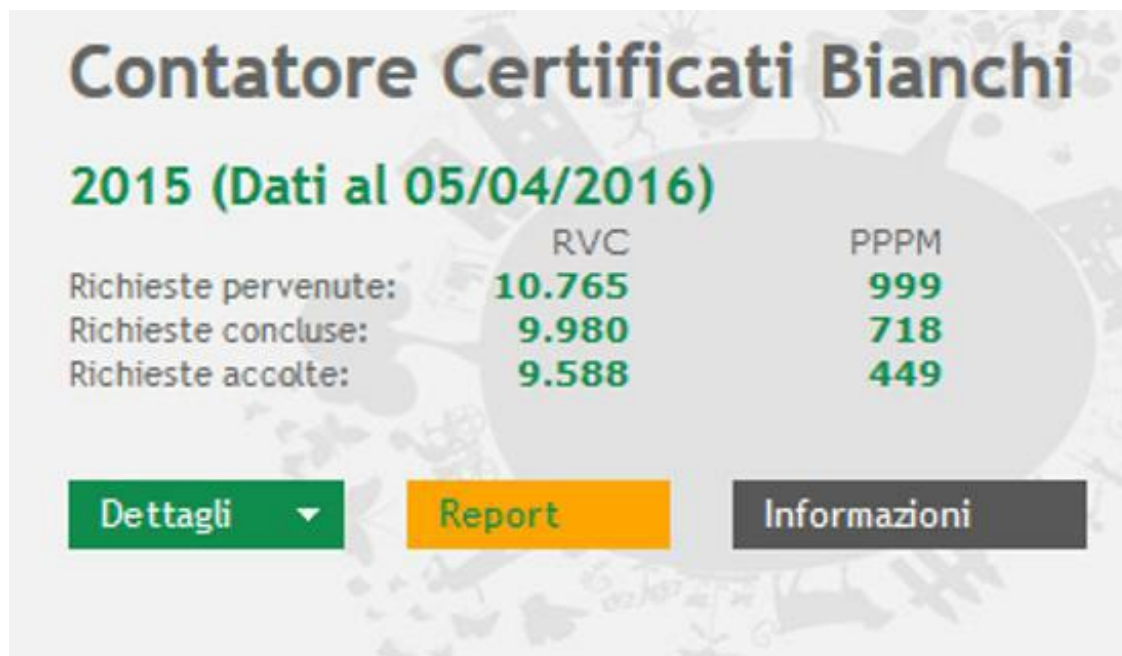 Contatore Certificati Bianchi
2015 (Dati al 05/04/2016)
RVC PPPM
Richieste pervenute: 10.765 999
Richieste concluse: 9.980 718
Richieste accolte: 9.588 449
Dettagli Report Informazioni